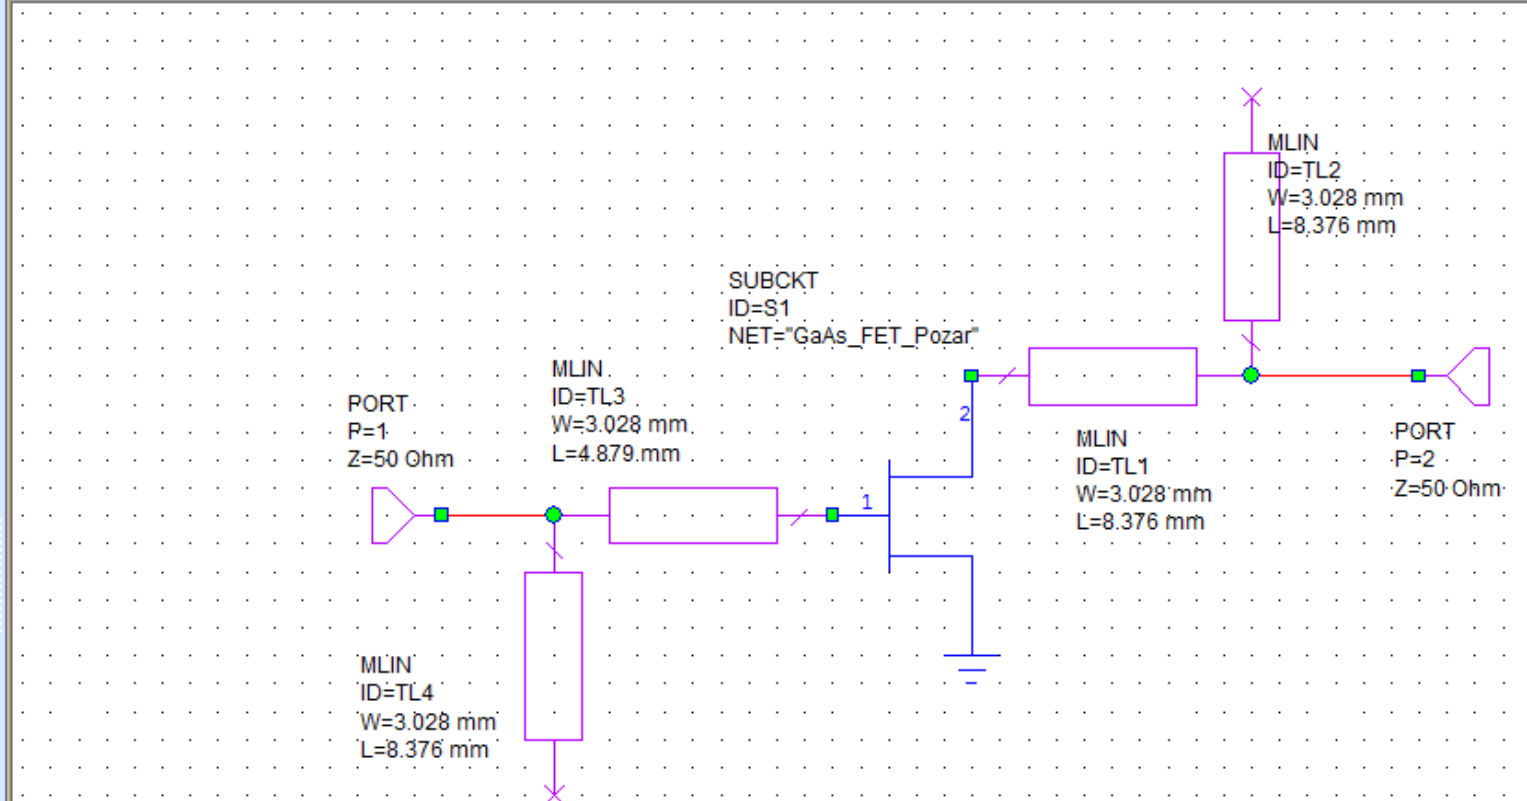 MLIN
ID=TL2
W=3.028 mm
L=8.376 mm
SUBCKT
ID=S1
NET="GaAs_FET_Pozar"
MLIN
ID=TL3
W=3.028 mm
L=4.879 mm
PORT
P=1
Z=50 Ohm
1
2
MLIN
ID=TL1
W=3.028 mm
L=8.376 mm
PORT
P=2
Z=50 Ohm
MLIN
ID=TL4
W=3.028 mm
L=8.376 mm